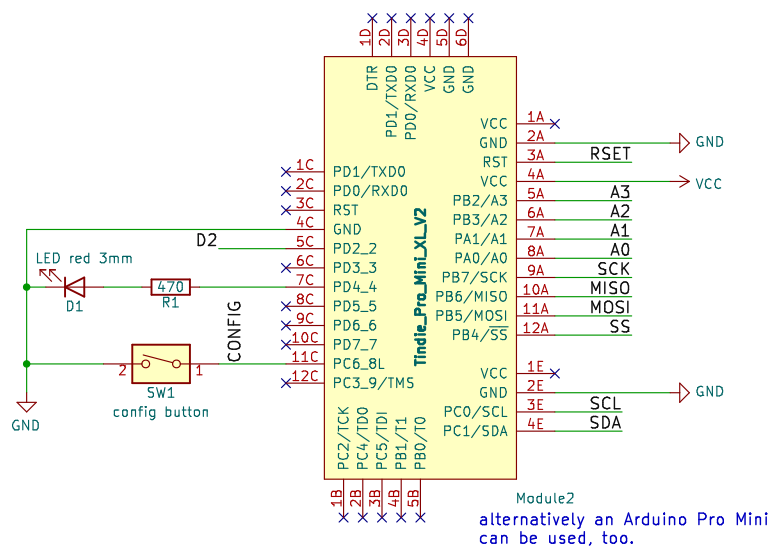 1D
2D
3D
4D
5D
6D
DTR
PD1/TXD0
PD0/RXD0
VCC
GND
GND
VCC 1A
GND 2A GND
RST 3A RSET
VCC 4A VCC
PB2/A3 5A A3
PB3/A2 6A A2
PA1/A1 7A A1
PA0/A0 8A A0
PB7/SCK 9A SCK
PB6/MISO 10A MISO
PB5/MOSI 11A MOSI
PB4/SS 12A SS
1C PD1/TXD0
2C PD0/RXD0
3C RST
4C GND
D2 5C PD2_2
6C PD3_3
7C PD4_4
8C PD5_5
9C PD6_6
10C PD7_7
11C PC6_8L
12C PC3_9/TMS
LED red 3mm
D1
470
R1
CONFIG
2 1
SW1
config button
GND
Tindie_Pro_Mini_XL_V2
VCC 1E
GND 2E GND
PC0/SCL 3E SCL
PC1/SDA 4E SDA
PC2/TCK
PC4/TDO
PC5/TDI
PB1/T1
PB0/T0
1B
2B
3B
4B
5B
Module2
alternatively an Arduino Pro Mini
can be used, too.